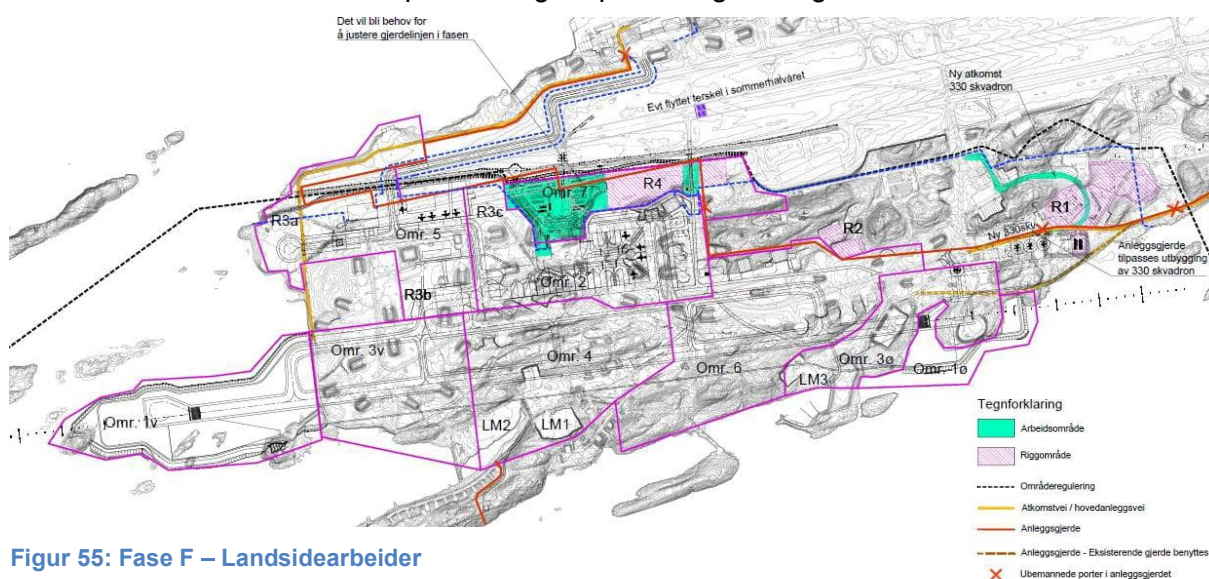 Det vil bli behov for
å justere gjerdelinjen i fasen
Evt flyttet terskel i sommerhalvåret
Ny atkomst
330 skvadron
R3a
Omr. 5
R3c
Omr. 7
R4
R2
R1
Ny 330skv
Anleggsgjerde
tilpasses utbygging
av 330 skvadron
R3b
Omr. 2
Omr. 3v
Omr. 4
Omr. 6
Omr. 3ø
Omr. 1ø
LM3
Omr. 1v
LM2
LM1
Tegnforklaring
Arbeidsområde
Riggområde
Områderegulering
Atkomstvei / hovedanleggsvei
Anleggsgjerde
Anleggsgjerde - Eksisterende gjerde benyttes
Ubemannede porter i anleggsgjerdet
Figur 55: Fase F – Landsidearbeider